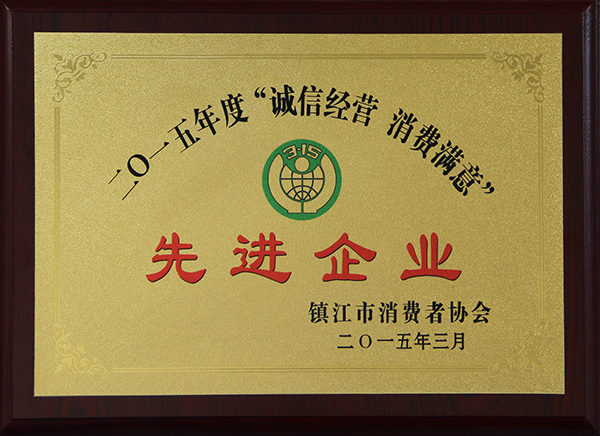 二〇一五年度“诚信经营 消费满意”
3·15
先进企业
镇江市消费者协会
二〇一五年三月